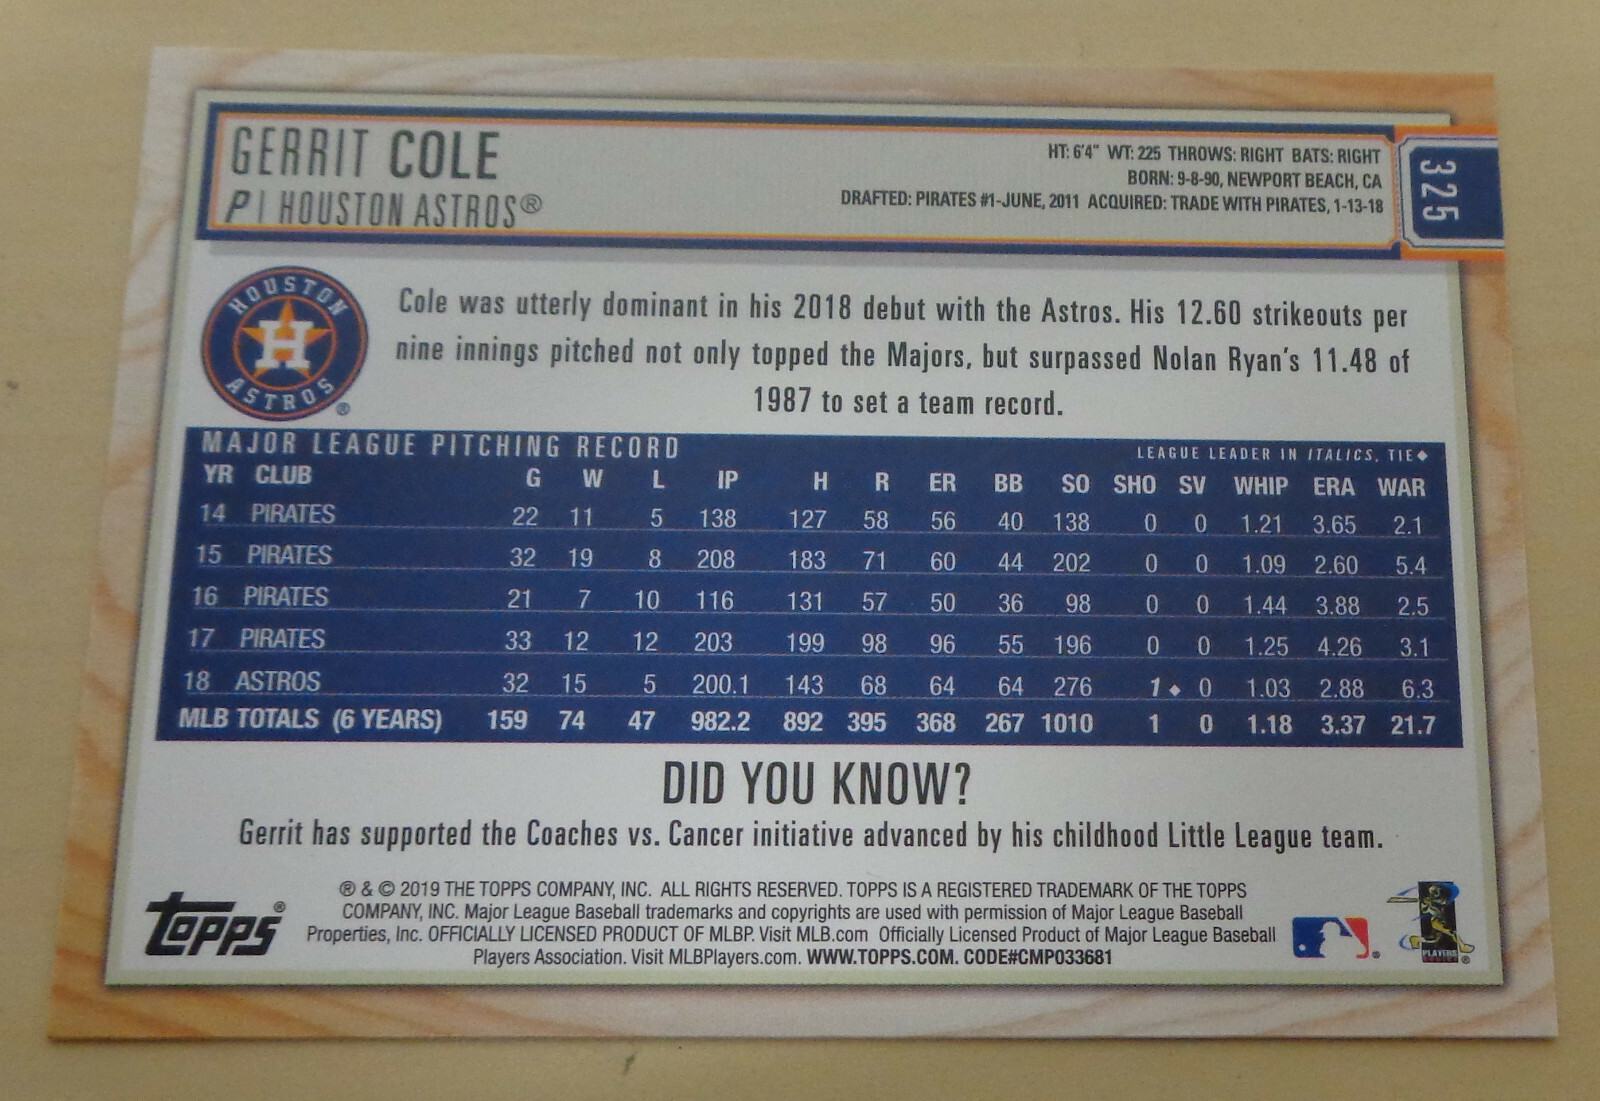 GERRIT COLE
P | HOUSTON ASTROS®
HT: 6'4" WT: 225 THROWS: RIGHT BATS: RIGHT
BORN: 9-8-90, NEWPORT BEACH, CA
DRAFTED: PIRATES #1-JUNE, 2011 ACQUIRED: TRADE WITH PIRATES, 1-13-18
325
HOUSTON
H
ASTROS®
Cole was utterly dominant in his 2018 debut with the Astros. His 12.60 strikeouts per
nine innings pitched not only topped the Majors, but surpassed Nolan Ryan's 11.48 of
1987 to set a team record.
MAJOR LEAGUE PITCHING RECORD LEAGUE LEADER IN ITALICS, TIE◆
YR CLUB G W L IP H R ER BB SO SHO SV WHIP ERA WAR
14 PIRATES 22 11 5 138 127 58 56 40 138 0 0 1.21 3.65 2.1
15 PIRATES 32 19 8 208 183 71 60 44 202 0 0 1.09 2.60 5.4
16 PIRATES 21 7 10 116 131 57 50 36 98 0 0 1.44 3.88 2.5
17 PIRATES 33 12 12 203 199 98 96 55 196 0 0 1.25 4.26 3.1
18 ASTROS 32 15 5 200.1 143 68 64 64 276 1◆ 0 1.03 2.88 6.3
MLB TOTALS (6 YEARS) 159 74 47 982.2 892 395 368 267 1010 1 0 1.18 3.37 21.7
DID YOU KNOW?
Gerrit has supported the Coaches vs. Cancer initiative advanced by his childhood Little League team.
Topps®
® & © 2019 THE TOPPS COMPANY, INC. ALL RIGHTS RESERVED. TOPPS IS A REGISTERED TRADEMARK OF THE TOPPS
COMPANY, INC. Major League Baseball trademarks and copyrights are used with permission of Major League Baseball
Properties, Inc. OFFICIALLY LICENSED PRODUCT OF MLBP. Visit MLB.com Officially Licensed Product of Major League Baseball
Players Association. Visit MLBPlayers.com. WWW.TOPPS.COM. CODE#CMP033681
PLAYERS